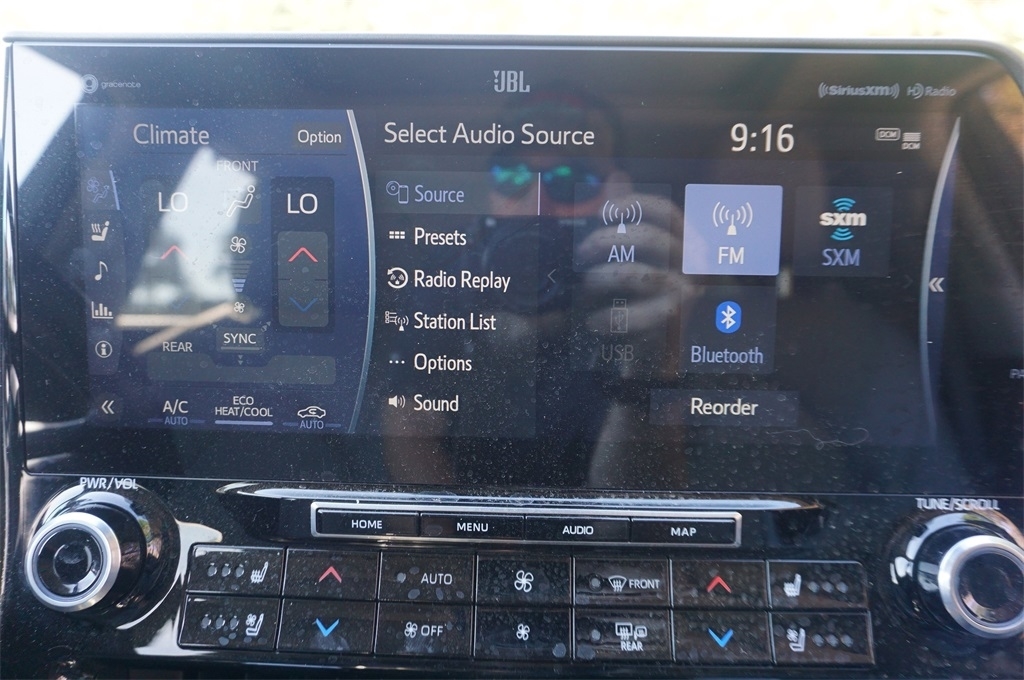 gracenote
JBL
SiriusXM
HD Radio
Climate
Option
Select Audio Source
9:16
DCM
DCM
FRONT
LO
LO
SYNC
REAR
A/C
AUTO
ECO
HEAT/COOL
AUTO
Source
Presets
Radio Replay
Station List
Options
Sound
AM
FM
sxm
SXM
USB
Bluetooth
Reorder
PWR/VOL
TUNE/SCROLL
HOME
MENU
AUDIO
MAP
AUTO
FRONT
OFF
REAR